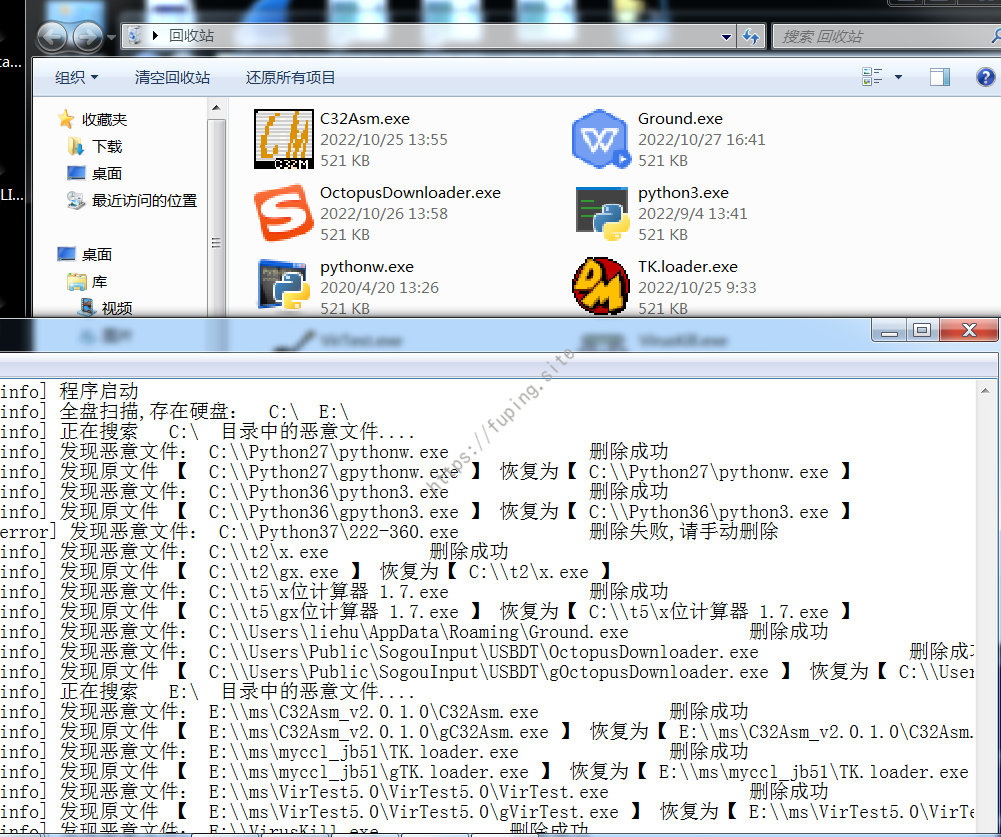 回收站
搜索 回收站
组织
清空回收站
还原所有项目
ta...
LI...
收藏夹
下载
桌面
最近访问的位置
桌面
库
视频
C32Asm.exe
2022/10/25 13:55
521 KB
Ground.exe
2022/10/27 16:41
521 KB
OctopusDownloader.exe
2022/10/26 13:58
521 KB
python3.exe
2022/9/4 13:41
521 KB
pythonw.exe
2020/4/20 13:26
521 KB
TK.loader.exe
2022/10/25 9:33
521 KB
图片
VirTest.exe
VirusKill.exe
https://fuping.site
info] 程序启动
info] 全盘扫描,存在硬盘: C:\ E:\
info] 正在搜索 C:\ 目录中的恶意文件....
info] 发现恶意文件: C:\\Python27\pythonw.exe 删除成功
info] 发现原文件 【 C:\\Python27\gpythonw.exe 】 恢复为【 C:\\Python27\pythonw.exe 】
info] 发现恶意文件: C:\\Python36\python3.exe 删除成功
info] 发现原文件 【 C:\\Python36\gpython3.exe 】 恢复为【 C:\\Python36\python3.exe 】
error] 发现恶意文件: C:\\Python37\222-360.exe 删除失败,请手动删除
info] 发现恶意文件: C:\\t2\x.exe 删除成功
info] 发现原文件 【 C:\\t2\gx.exe 】 恢复为【 C:\\t2\x.exe 】
info] 发现恶意文件: C:\\t5\x位计算器 1.7.exe 删除成功
info] 发现原文件 【 C:\\t5\gx位计算器 1.7.exe 】 恢复为【 C:\\t5\x位计算器 1.7.exe 】
info] 发现恶意文件: C:\\Users\liehu\AppData\Roaming\Ground.exe 删除成功
info] 发现恶意文件: C:\\Users\Public\SogouInput\USBDT\OctopusDownloader.exe 删除成
info] 发现原文件 【 C:\\Users\Public\SogouInput\USBDT\gOctopusDownloader.exe 】 恢复为【 C:\\User
info] 正在搜索 E:\ 目录中的恶意文件....
info] 发现恶意文件: E:\\ms\C32Asm_v2.0.1.0\C32Asm.exe 删除成功
info] 发现原文件 【 E:\\ms\C32Asm_v2.0.1.0\gC32Asm.exe 】 恢复为【 E:\\ms\C32Asm_v2.0.1.0\C32Asm.
info] 发现恶意文件: E:\\ms\myccl_jb51\TK.loader.exe 删除成功
info] 发现原文件 【 E:\\ms\myccl_jb51\gTK.loader.exe 】 恢复为【 E:\\ms\myccl_jb51\TK.loader.exe
info] 发现恶意文件: E:\\ms\VirTest5.0\VirTest5.0\VirTest.exe 删除成功
info] 发现原文件 【 E:\\ms\VirTest5.0\VirTest5.0\gVirTest.exe 】 恢复为【 E:\\ms\VirTest5.0\VirTe
info] 发现恶意文件: E:\\VirusKill.exe 删除成功